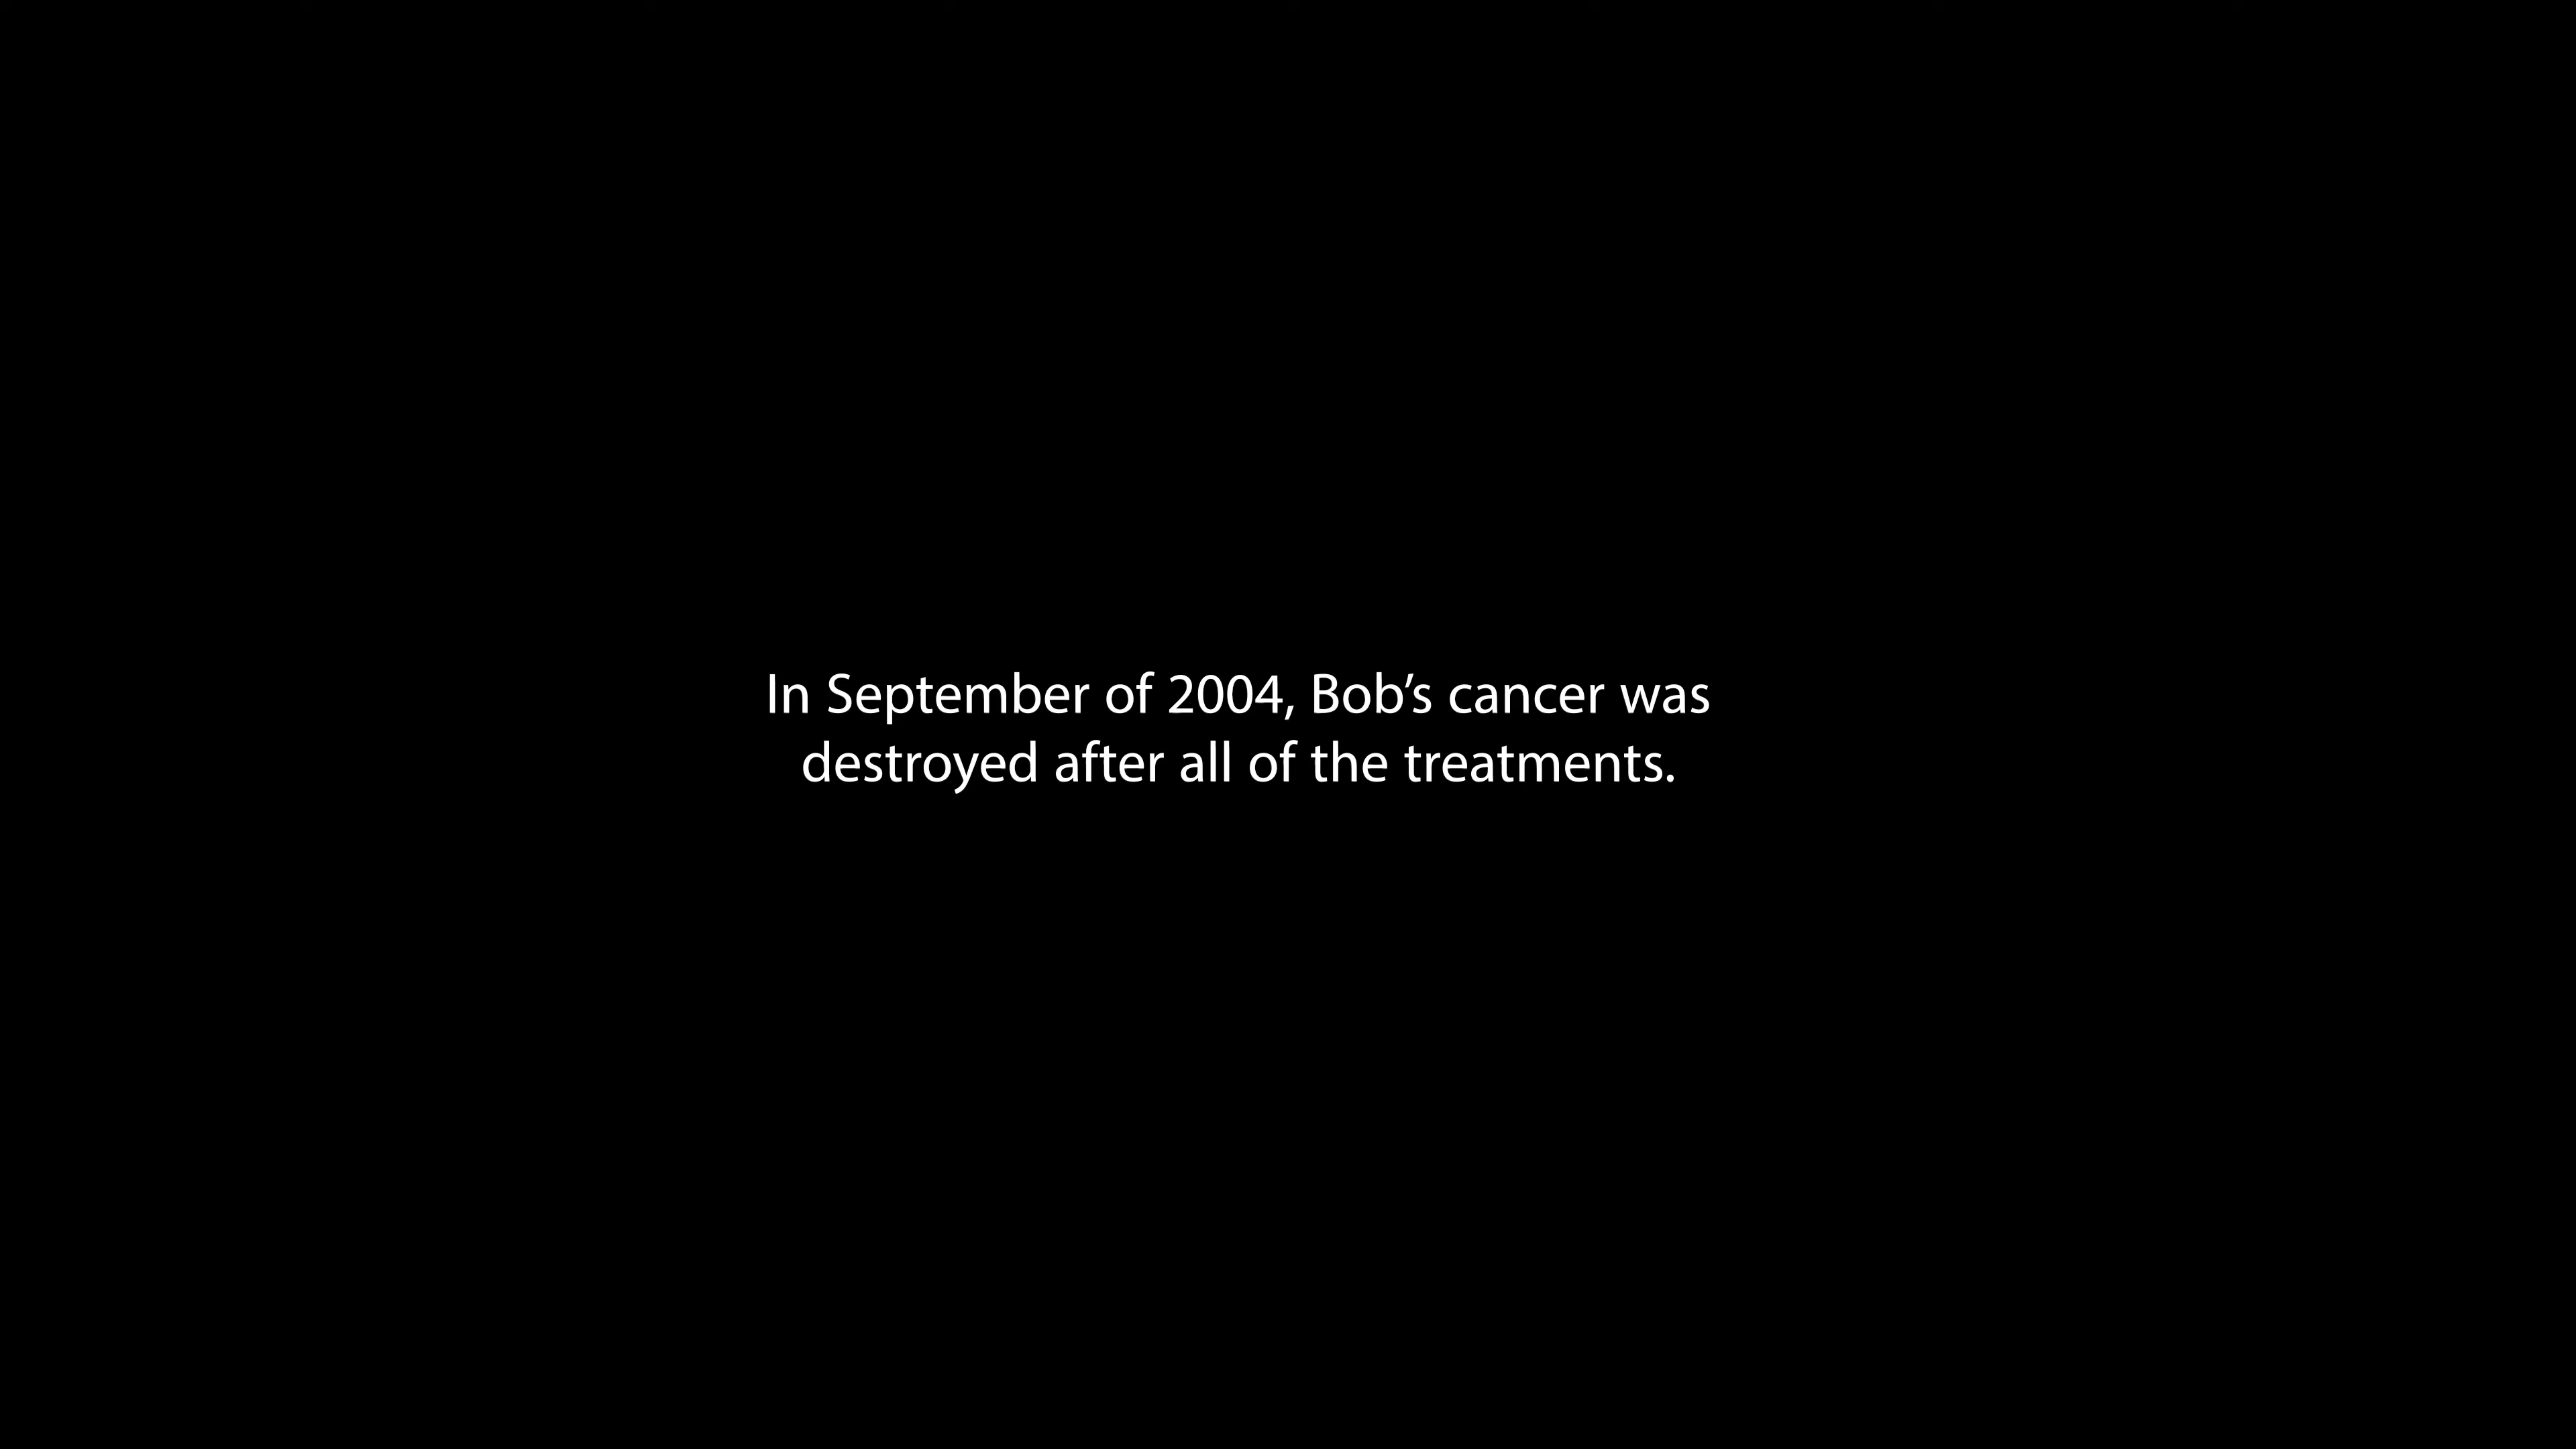 In September of 2004, Bob’s cancer was
destroyed after all of the treatments.